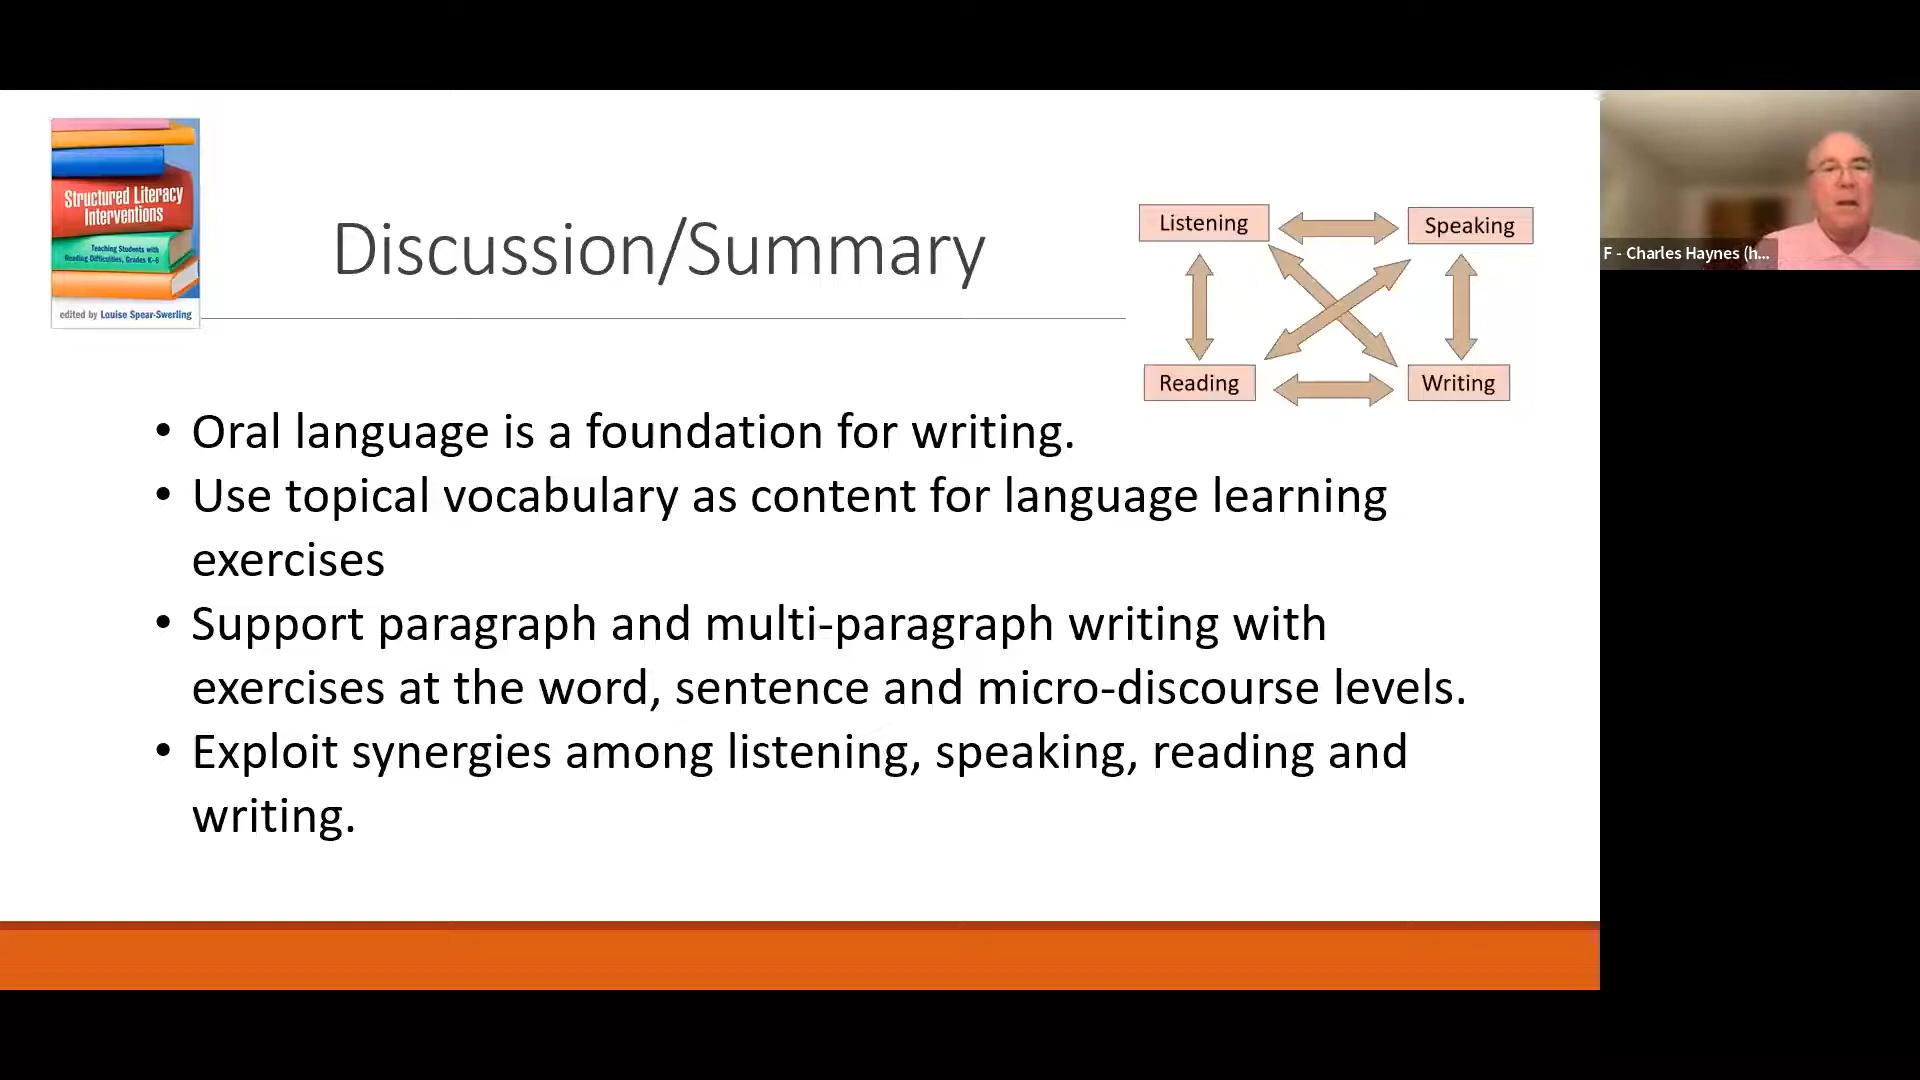 Structured Literacy
Interventions
Teaching Students with
Reading Difficulties, Grades K–6
edited by Louise Spear-Swerling
Discussion/Summary
Listening
Speaking
Reading
Writing
F - Charles Haynes (h...
• Oral language is a foundation for writing.
• Use topical vocabulary as content for language learning
exercises
• Support paragraph and multi-paragraph writing with
exercises at the word, sentence and micro-discourse levels.
• Exploit synergies among listening, speaking, reading and
writing.